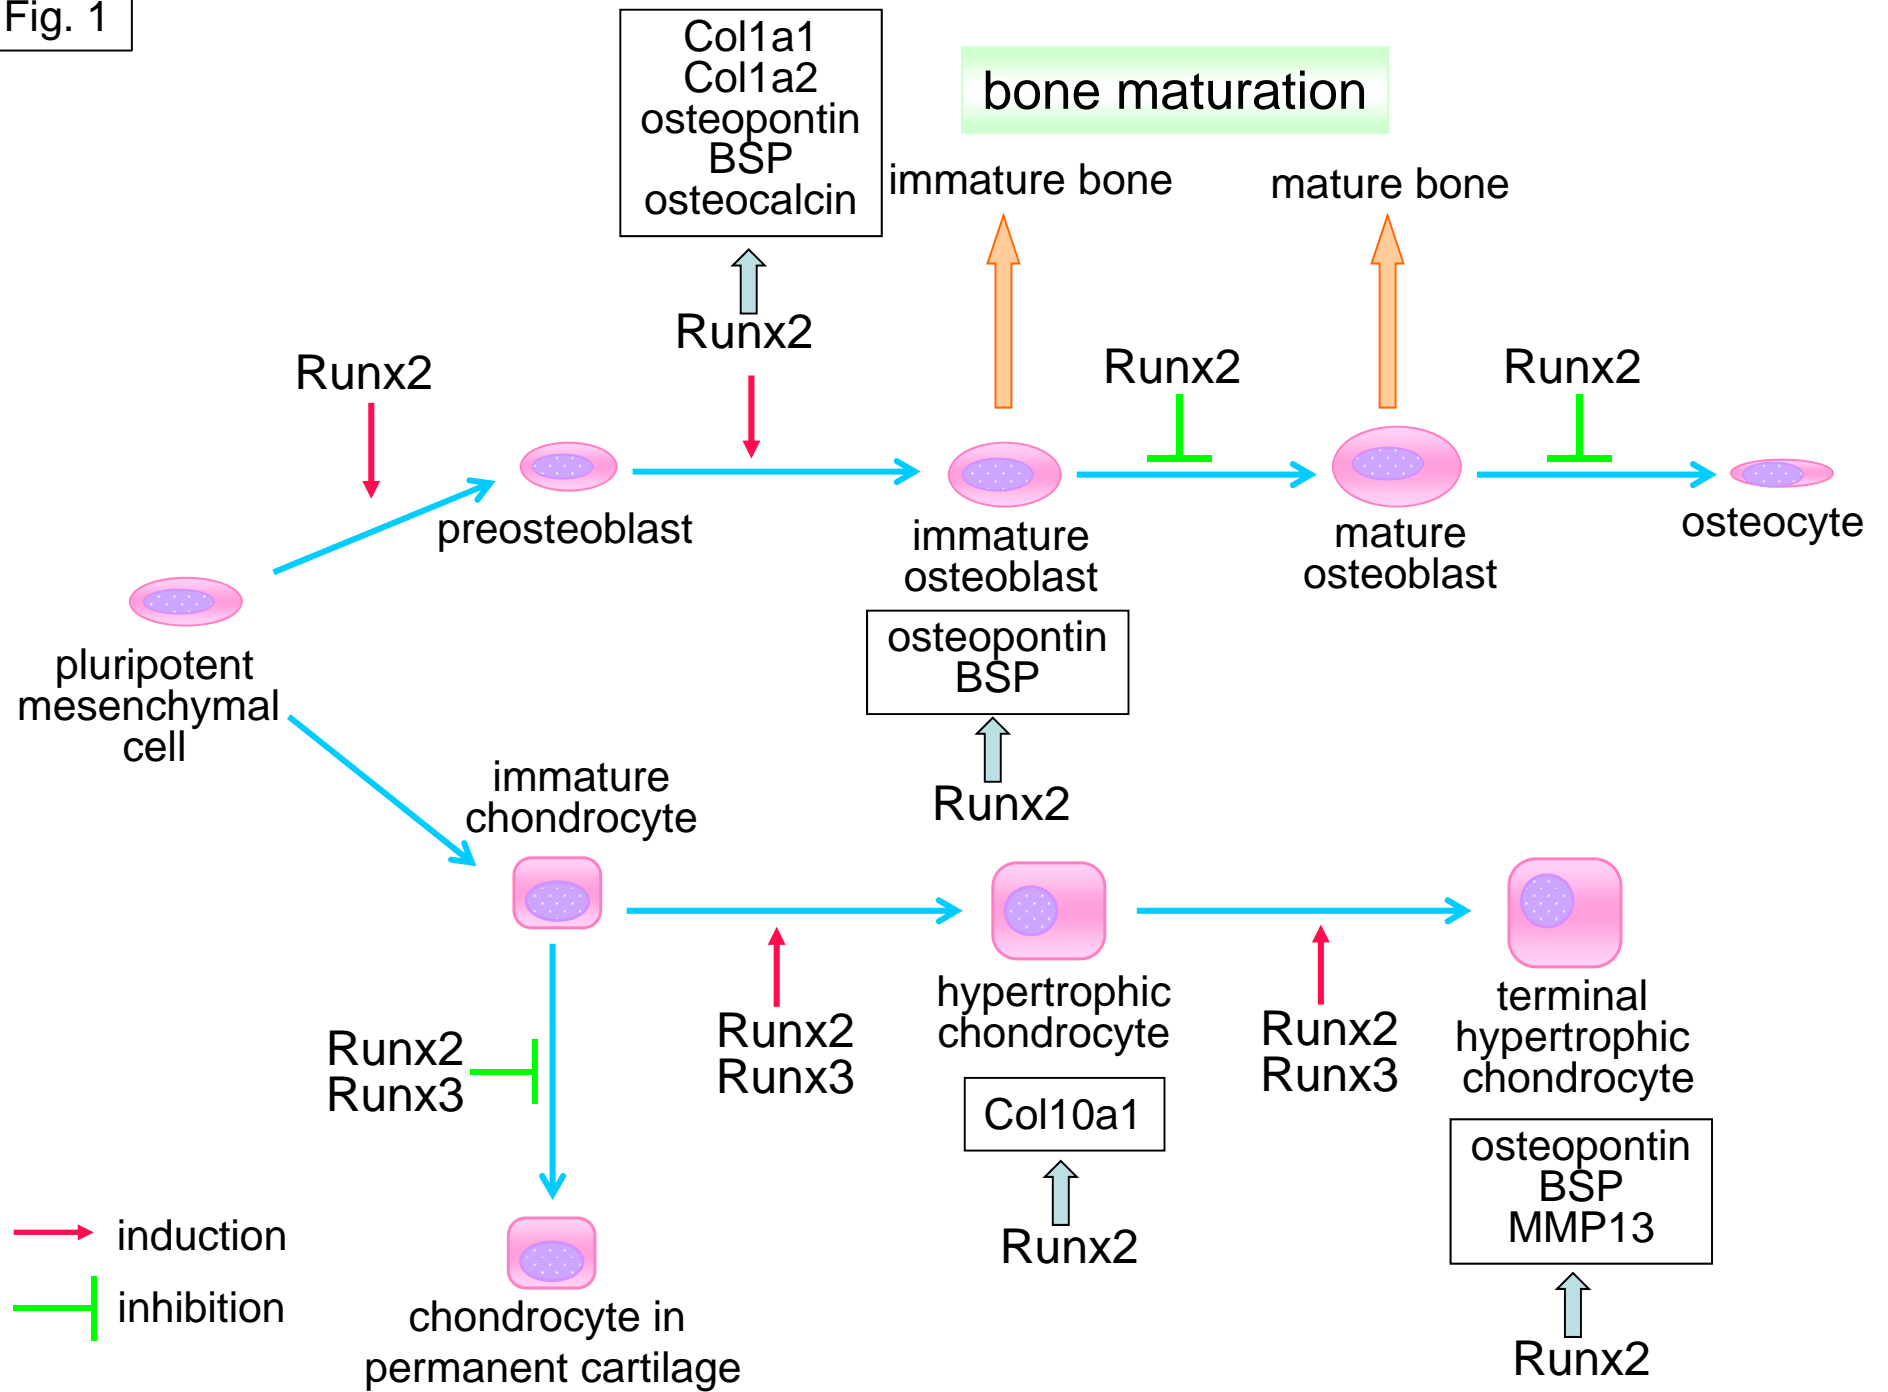 Fig. 1
Col1a1
Col1a2
osteopontin
BSP
osteocalcin
bone maturation
immature bone
mature bone
Runx2
Runx2
Runx2
Runx2
preosteoblast
immature
osteoblast
mature
osteoblast
osteocyte
pluripotent
mesenchymal
cell
osteopontin
BSP
Runx2
immature
chondrocyte
hypertrophic
chondrocyte
terminal
hypertrophic
chondrocyte
Runx2
Runx3
Runx2
Runx3
Runx2
Runx3
Col10a1
Runx2
osteopontin
BSP
MMP13
Runx2
induction
inhibition
chondrocyte in
permanent cartilage